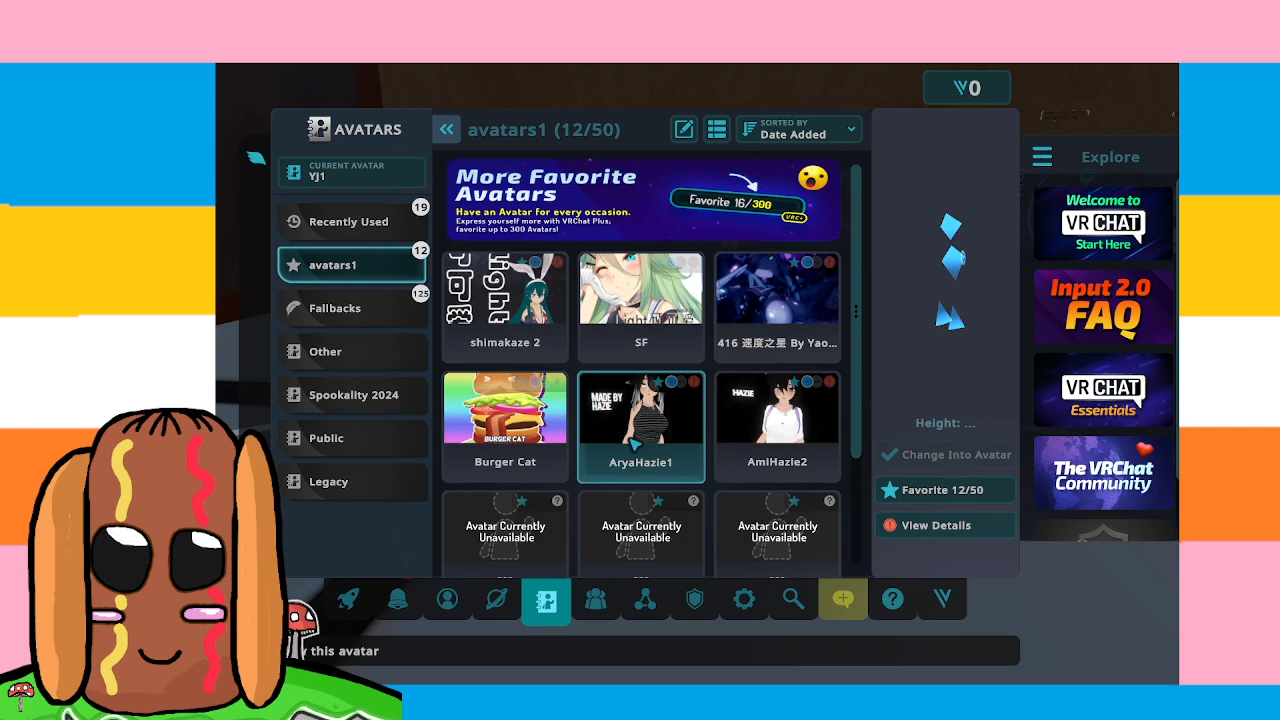 0
AVATARS
CURRENT AVATAR
YJ1
19
Recently Used
12
avatars1
125
Fallbacks
Other
Spookality 2024
Public
Legacy
avatars1 (12/50)
SORTED BY
Date Added
More Favorite
Avatars
Have an Avatar for every occasion.
Express yourself more with VRChat Plus,
favorite up to 300 Avatars!
Favorite 16/300
VRC+
shimakaze 2
SF
416 速度之星 By Yao...
BURGER CAT
Burger Cat
MADE BY
HAZIE
AryaHazie1
HAZIE
AmiHazie2
Avatar Currently
Unavailable
Avatar Currently
Unavailable
Avatar Currently
Unavailable
Height: ...
Change Into Avatar
Favorite 12/50
View Details
Explore
Welcome to
VRCHAT
Start Here
Input 2.0
FAQ
VRCHAT
Essentials
The VRChat
Community
this avatar